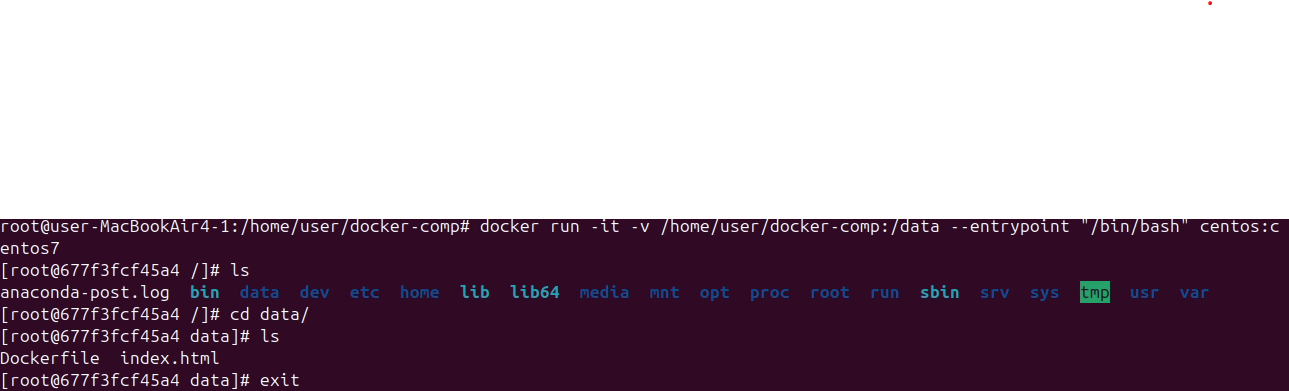 root@user-MacBookAir4-1:/home/user/docker-comp# docker run -it -v /home/user/docker-comp:/data --entrypoint "/bin/bash" centos:c
entos7
[root@677f3fcf45a4 /]# ls
anaconda-post.log  bin  data  dev  etc  home  lib  lib64  media  mnt  opt  proc  root  run  sbin  srv  sys  tmp  usr  var
[root@677f3fcf45a4 /]# cd data/
[root@677f3fcf45a4 data]# ls
Dockerfile  index.html
[root@677f3fcf45a4 data]# exit